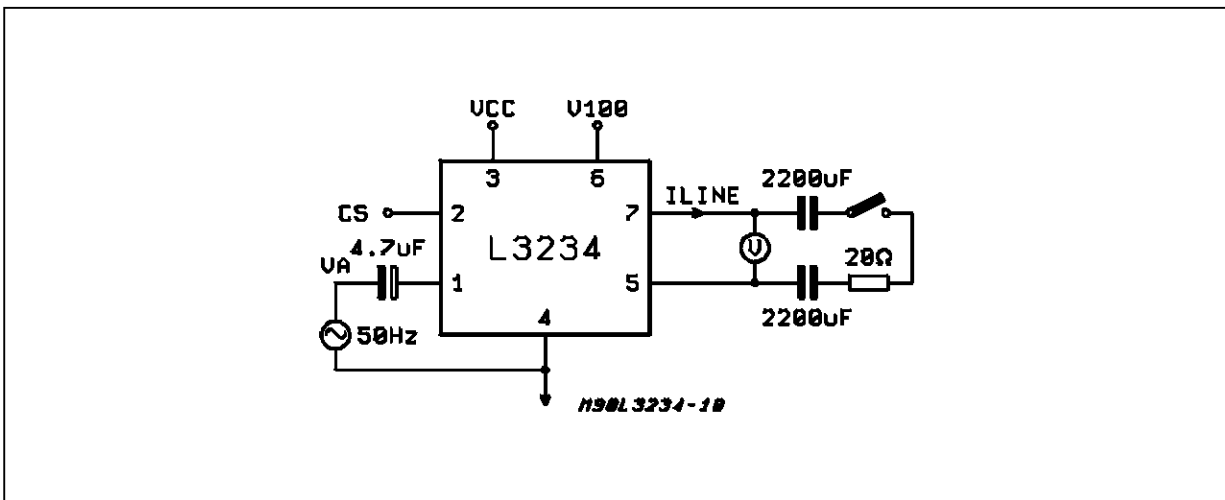 VCC V100
3 6 2200uF
ILINE
CS 2 7
4.7uF L3234 V 20Ω
VA
1 5
4 2200uF
50Hz
M90L3234-10